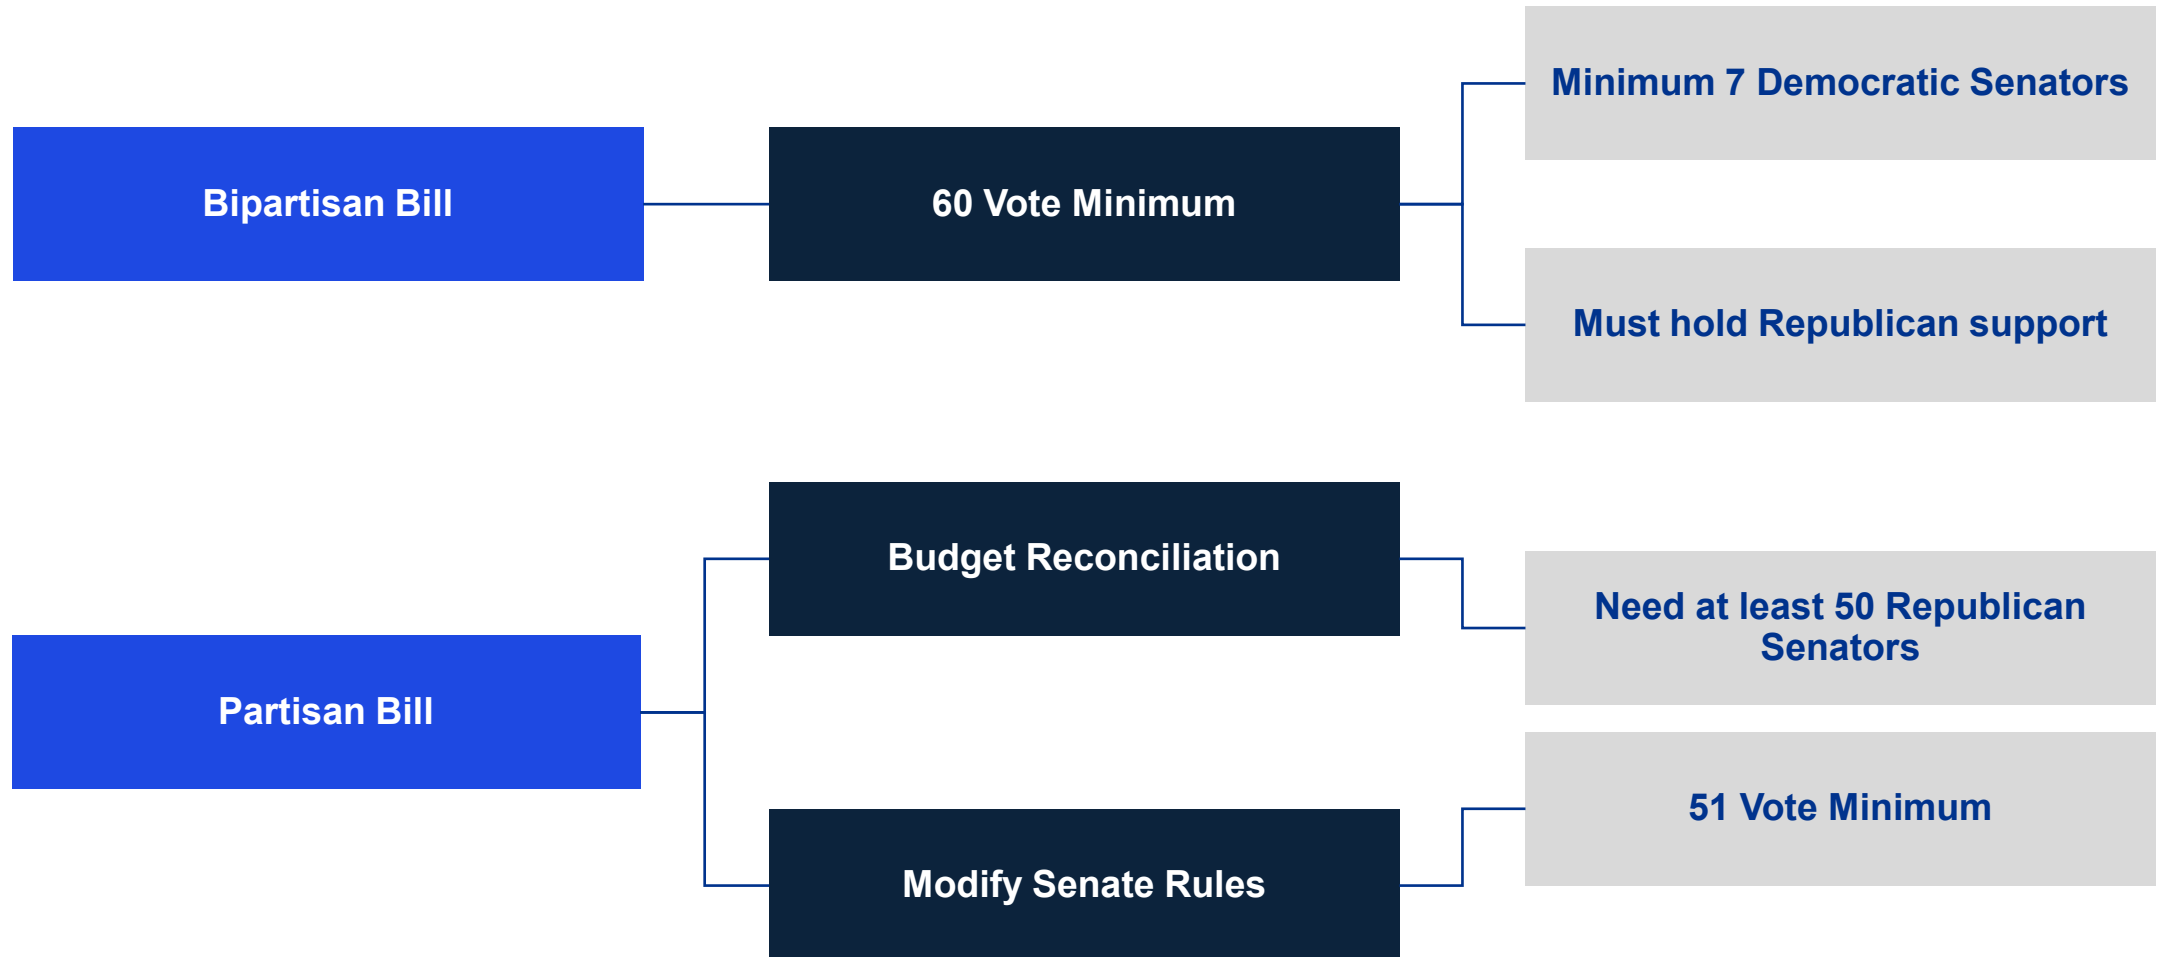 Bipartisan Bill
60 Vote Minimum
Minimum 7 Democratic Senators
Must hold Republican support
Partisan Bill
Budget Reconciliation
Need at least 50 Republican
Senators
Modify Senate Rules
51 Vote Minimum